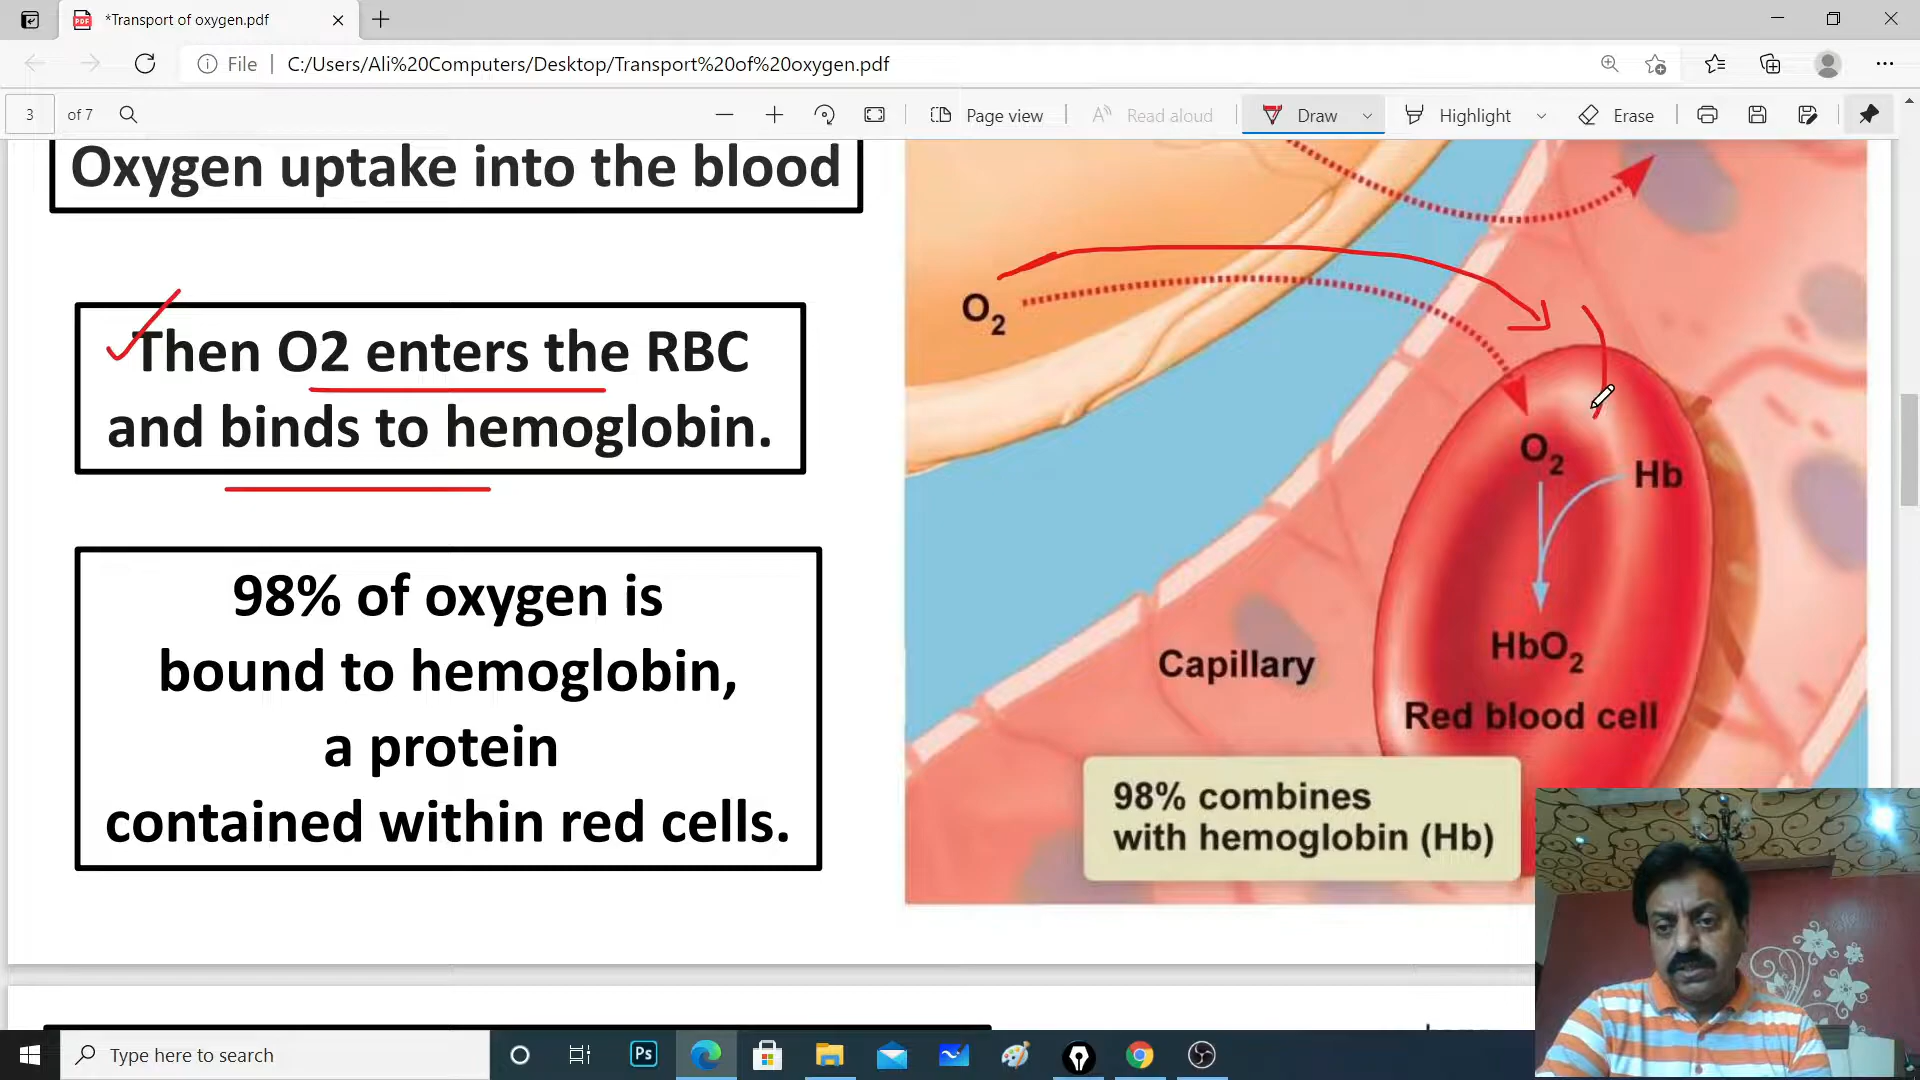 *Transport of oxygen.pdf
File
C:/Users/Ali%20Computers/Desktop/Transport%20of%20oxygen.pdf
3 of 7
Page view
Read aloud
Draw
Highlight
Erase
Oxygen uptake into the blood
Then O2 enters the RBC
and binds to hemoglobin.
98% of oxygen is
bound to hemoglobin,
a protein
contained within red cells.
O2
O2
Hb
HbO2
Red blood cell
Capillary
98% combines
with hemoglobin (Hb)
Type here to search
Ps